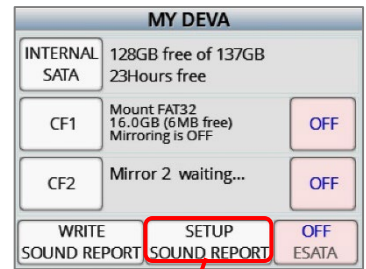 MY DEVA
INTERNAL
SATA
128GB free of 137GB
23Hours free
CF1
Mount FAT32
16.0GB (6MB free)
Mirroring is OFF
OFF
CF2
Mirror 2 waiting...
OFF
WRITE
SOUND REPORT
SETUP
SOUND REPORT
OFF
ESATA